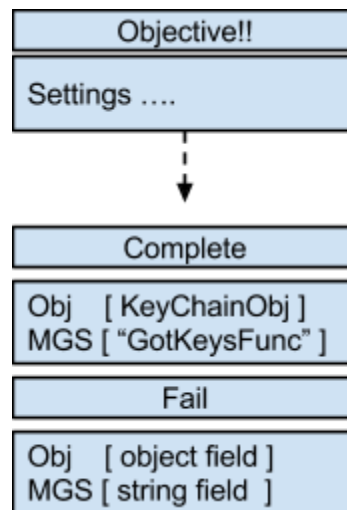 Objective!!
Settings ....
Complete
Obj [ KeyChainObj ]
MGS [ “GotKeysFunc” ]
Fail
Obj [ object field ]
MGS [ string field ]